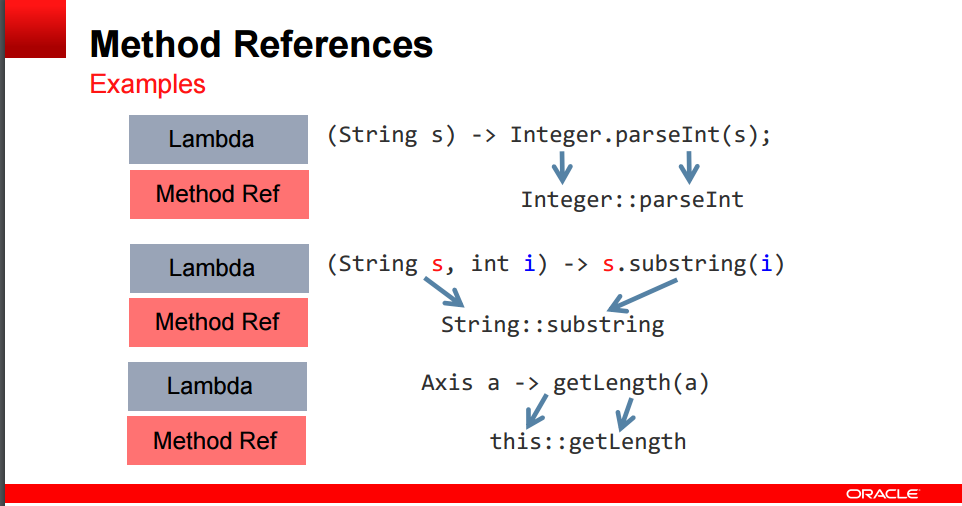 Method References
Examples
Lambda (String s) -> Integer.parseInt(s);
Method Ref Integer::parseInt
Lambda (String s, int i) -> s.substring(i)
Method Ref String::substring
Lambda Axis a -> getLength(a)
Method Ref this::getLength
ORACLE